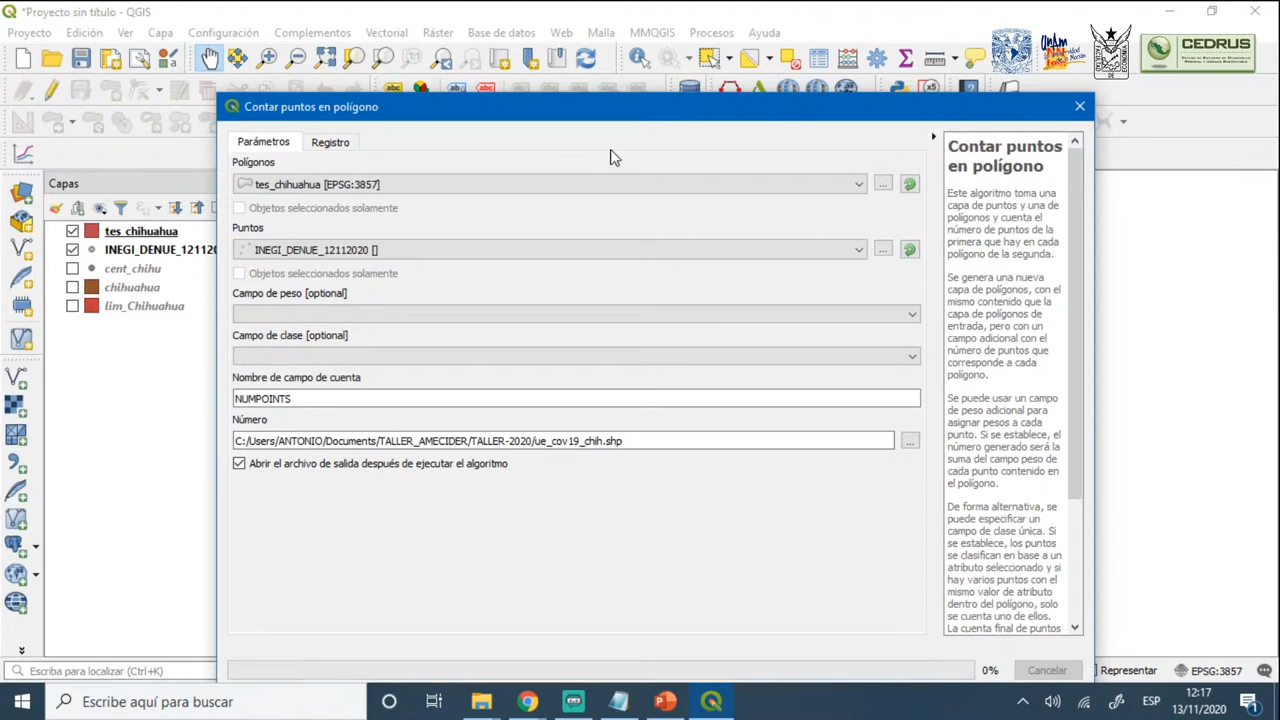 *Proyecto sin título - QGIS
Proyecto Edición Ver Capa Configuración Complementos Vectorial Ráster Base de datos Web Malla MMQGIS Procesos Ayuda
CEDRUS
abc ab abc
x5
Contar puntos en polígono
Parámetros
Registro
Polígonos
tes_chihuahua [EPSG:3857]
...
Objetos seleccionados solamente
Puntos
INEGI_DENUE_12112020 []
...
Objetos seleccionados solamente
Campo de peso [optional]
Campo de clase [optional]
Nombre de campo de cuenta
NUMPOINTS
Número
C:/Users/ANTONIO/Documents/TALLER_AMECIDER/TALLER-2020/ue_cov19_chih.shp
...
Abrir el archivo de salida después de ejecutar el algoritmo
Contar puntos
en polígono
Este algoritmo toma una
capa de puntos y una de
polígonos y cuenta el
número de puntos de la
primera que hay en cada
polígono de la segunda.
Se genera una nueva
capa de polígonos, con el
mismo contenido que la
capa de polígonos de
entrada, pero con un
campo adicional con el
número de puntos que
corresponde a cada
polígono.
Se puede usar un campo
de peso adicional para
asignar pesos a cada
punto. Si se establece, el
número generado será la
suma del campo peso de
cada punto contenido en
el polígono.
De forma alternativa, se
puede especificar un
campo de clase única. Si
se establece, los puntos
se clasifican en base a un
atributo seleccionado y si
hay varios puntos con el
mismo valor de atributo
dentro del polígono, solo
se cuenta uno de ellos.
La cuenta final de puntos
0%
Cancelar
Capas
tes_chihuahua
INEGI_DENUE_12112
cent_chihu
chihuahua
lim_Chihuahua
Escriba para localizar (Ctrl+K)
Representar
EPSG:3857
Escribe aquí para buscar
ESP
12:17
13/11/2020
1